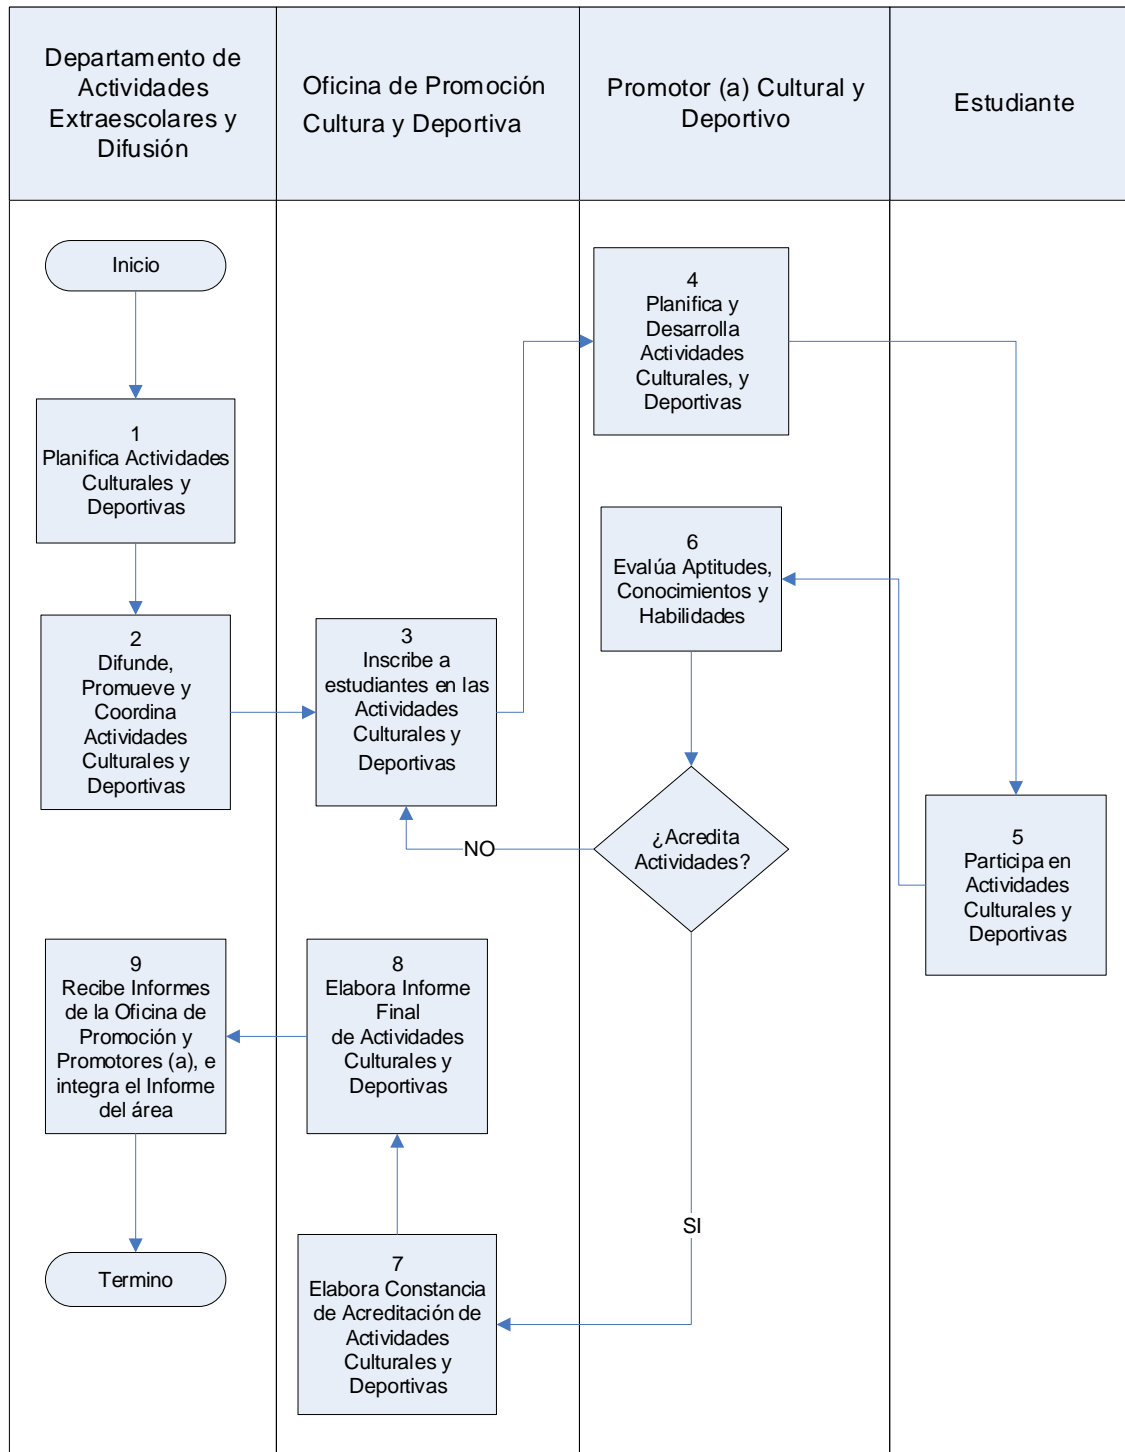 Departamento de
Actividades
Extraescolares y
Difusión
Oficina de Promoción
Cultura y Deportiva
Promotor (a) Cultural y
Deportivo
Estudiante
Inicio
1
Planifica Actividades
Culturales y
Deportivas
2
Difunde,
Promueve y
Coordina
Actividades
Culturales y
Deportivas
3
Inscribe a
estudiantes en las
Actividades
Culturales y
Deportivas
4
Planifica y
Desarrolla
Actividades
Culturales, y
Deportivas
5
Participa en
Actividades
Culturales y
Deportivas
6
Evalúa Aptitudes,
Conocimientos y
Habilidades
¿Acredita
Actividades?
NO
SI
7
Elabora Constancia
de Acreditación de
Actividades
Culturales y
Deportivas
8
Elabora Informe
Final
de Actividades
Culturales y
Deportivas
9
Recibe Informes
de la Oficina de
Promoción y
Promotores (a), e
integra el Informe
del área
Termino